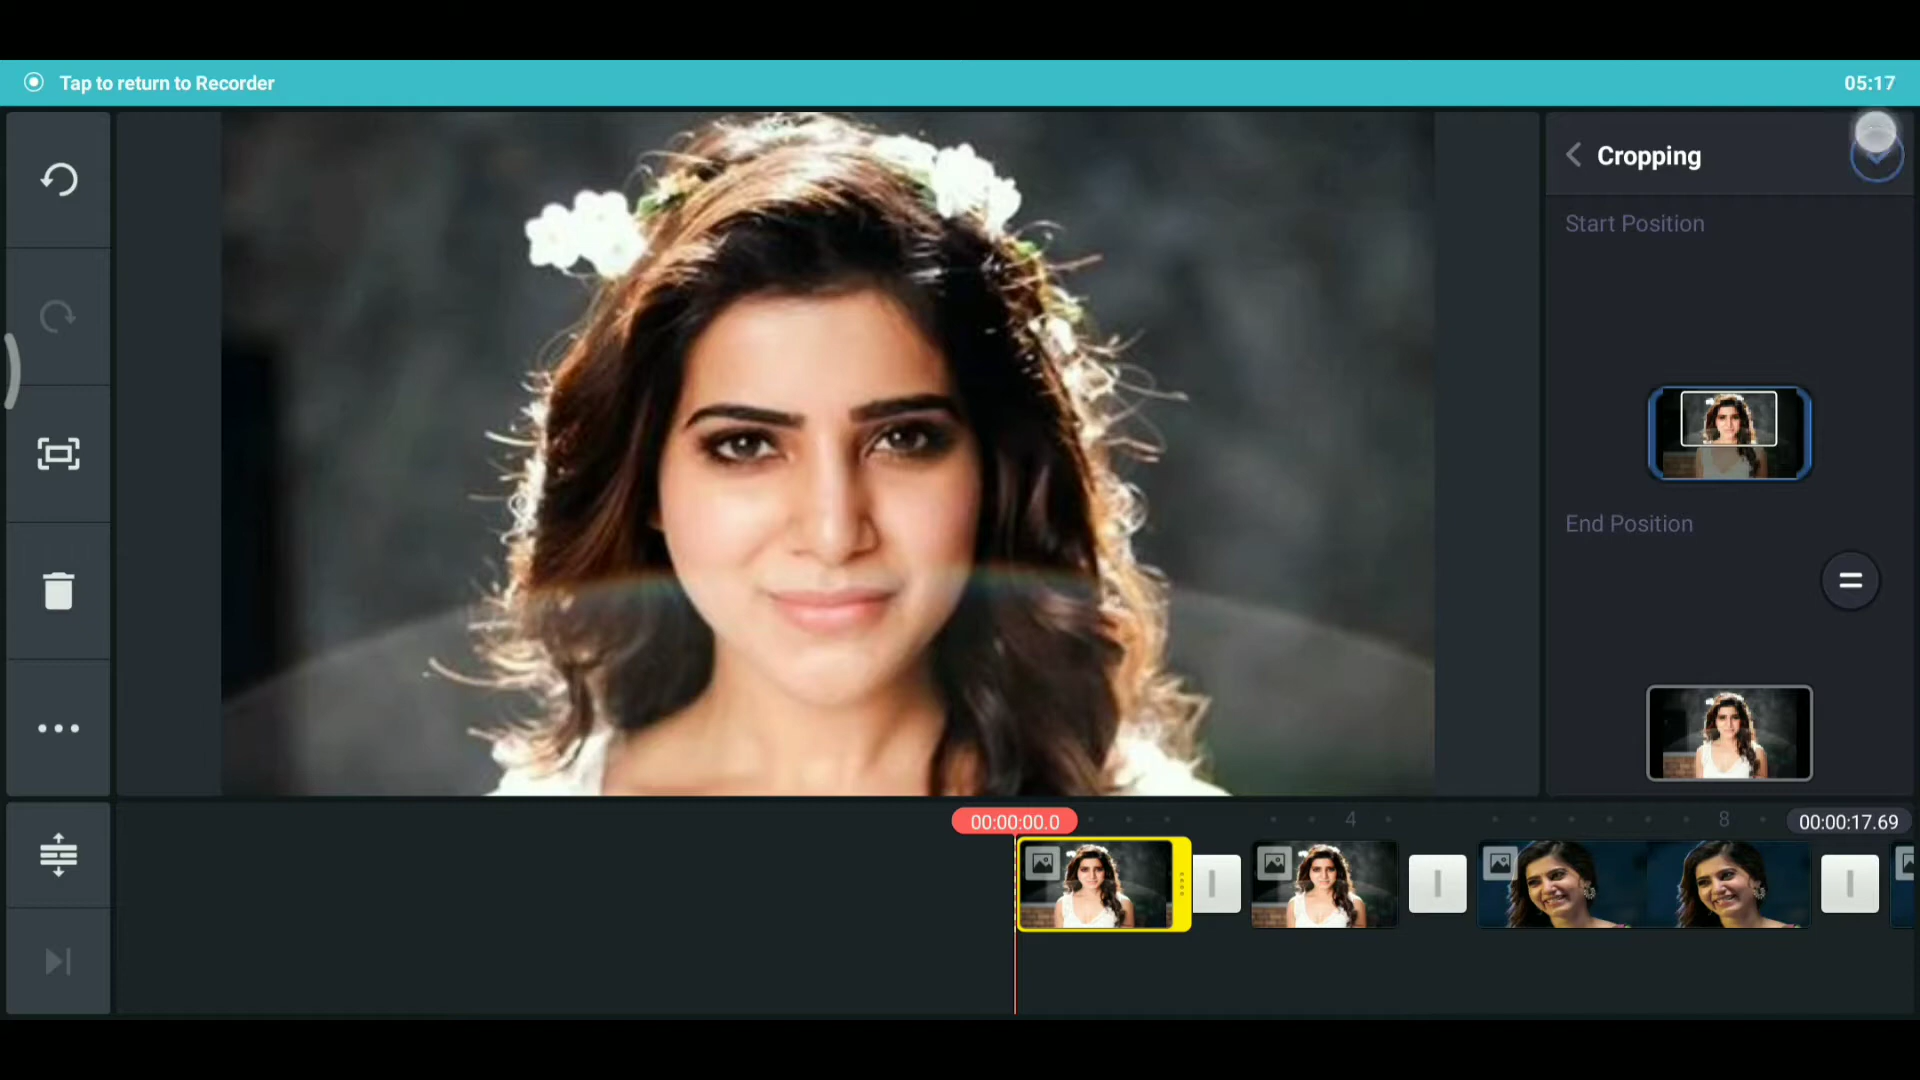 Tap to return to Recorder
05:17
Cropping
Start Position
End Position
00:00:00.0
4
8
00:00:17.69